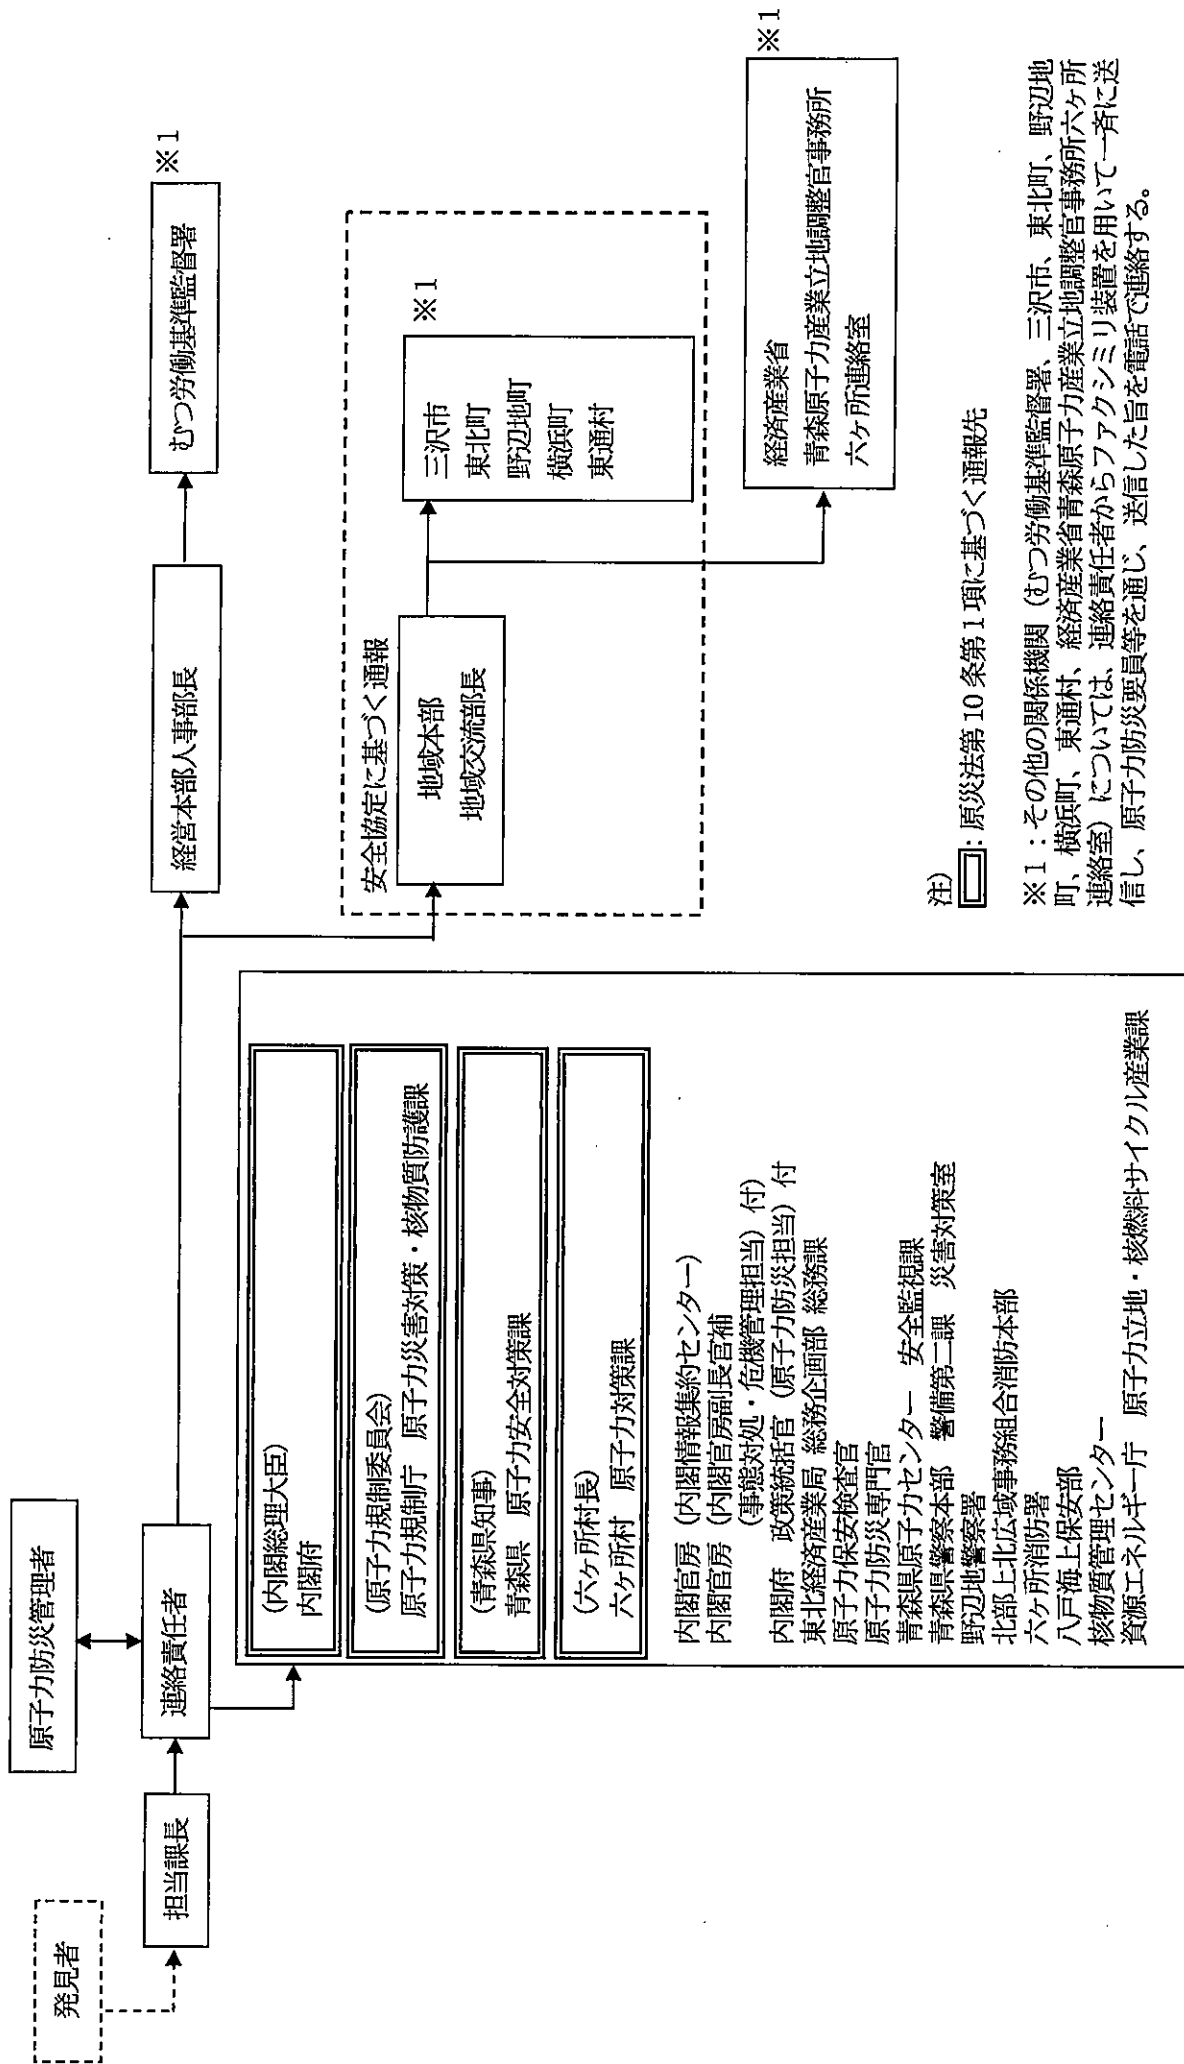 発見者
担当課長
原子力防災管理者
連絡責任者
(内閣総理大臣)
内閣府
(原子力規制委員会)
原子力規制庁　原子力災害対策・核物質防護課
(青森県知事)
青森県　原子力安全対策課
(六ヶ所村長)
六ヶ所村　原子力対策課
内閣官房（内閣情報集約センター）
内閣官房（内閣官房副長官補
（事態対処・危機管理担当）付）
内閣府　政策統括官（原子力防災担当）付
東北経済産業局　総務企画部　総務課
原子力保安検査官
原子力防災専門官
青森県原子力センター　安全監視課
青森県警察本部　警備第二課　災害対策室
野辺地警察署
北部上北広域事務組合消防本部
六ヶ所消防署
八戸海上保安部
核物質管理センター
資源エネルギー庁　原子力立地・核燃料サイクル産業課
経営本部人事部長
むつ労働基準監督署
※１
安全協定に基づく通報
地域本部
地域交流部長
三沢市
東北町
野辺地町
横浜町
東通村
※１
経済産業省
青森原子力産業立地調整官事務所
六ヶ所連絡室
※１
注）
：原災法第10条第１項に基づく通報先
※１：その他の関係機関（むつ労働基準監督署、三沢市、東北町、野辺地
町、横浜町、東通村、経済産業省青森原子力産業立地調整官事務所六ヶ所
連絡室）については、連絡責任者からファクシミリ装置を用いて一斉に送
信し、原子力防災要員等を通じ、送信した旨を電話で連絡する。